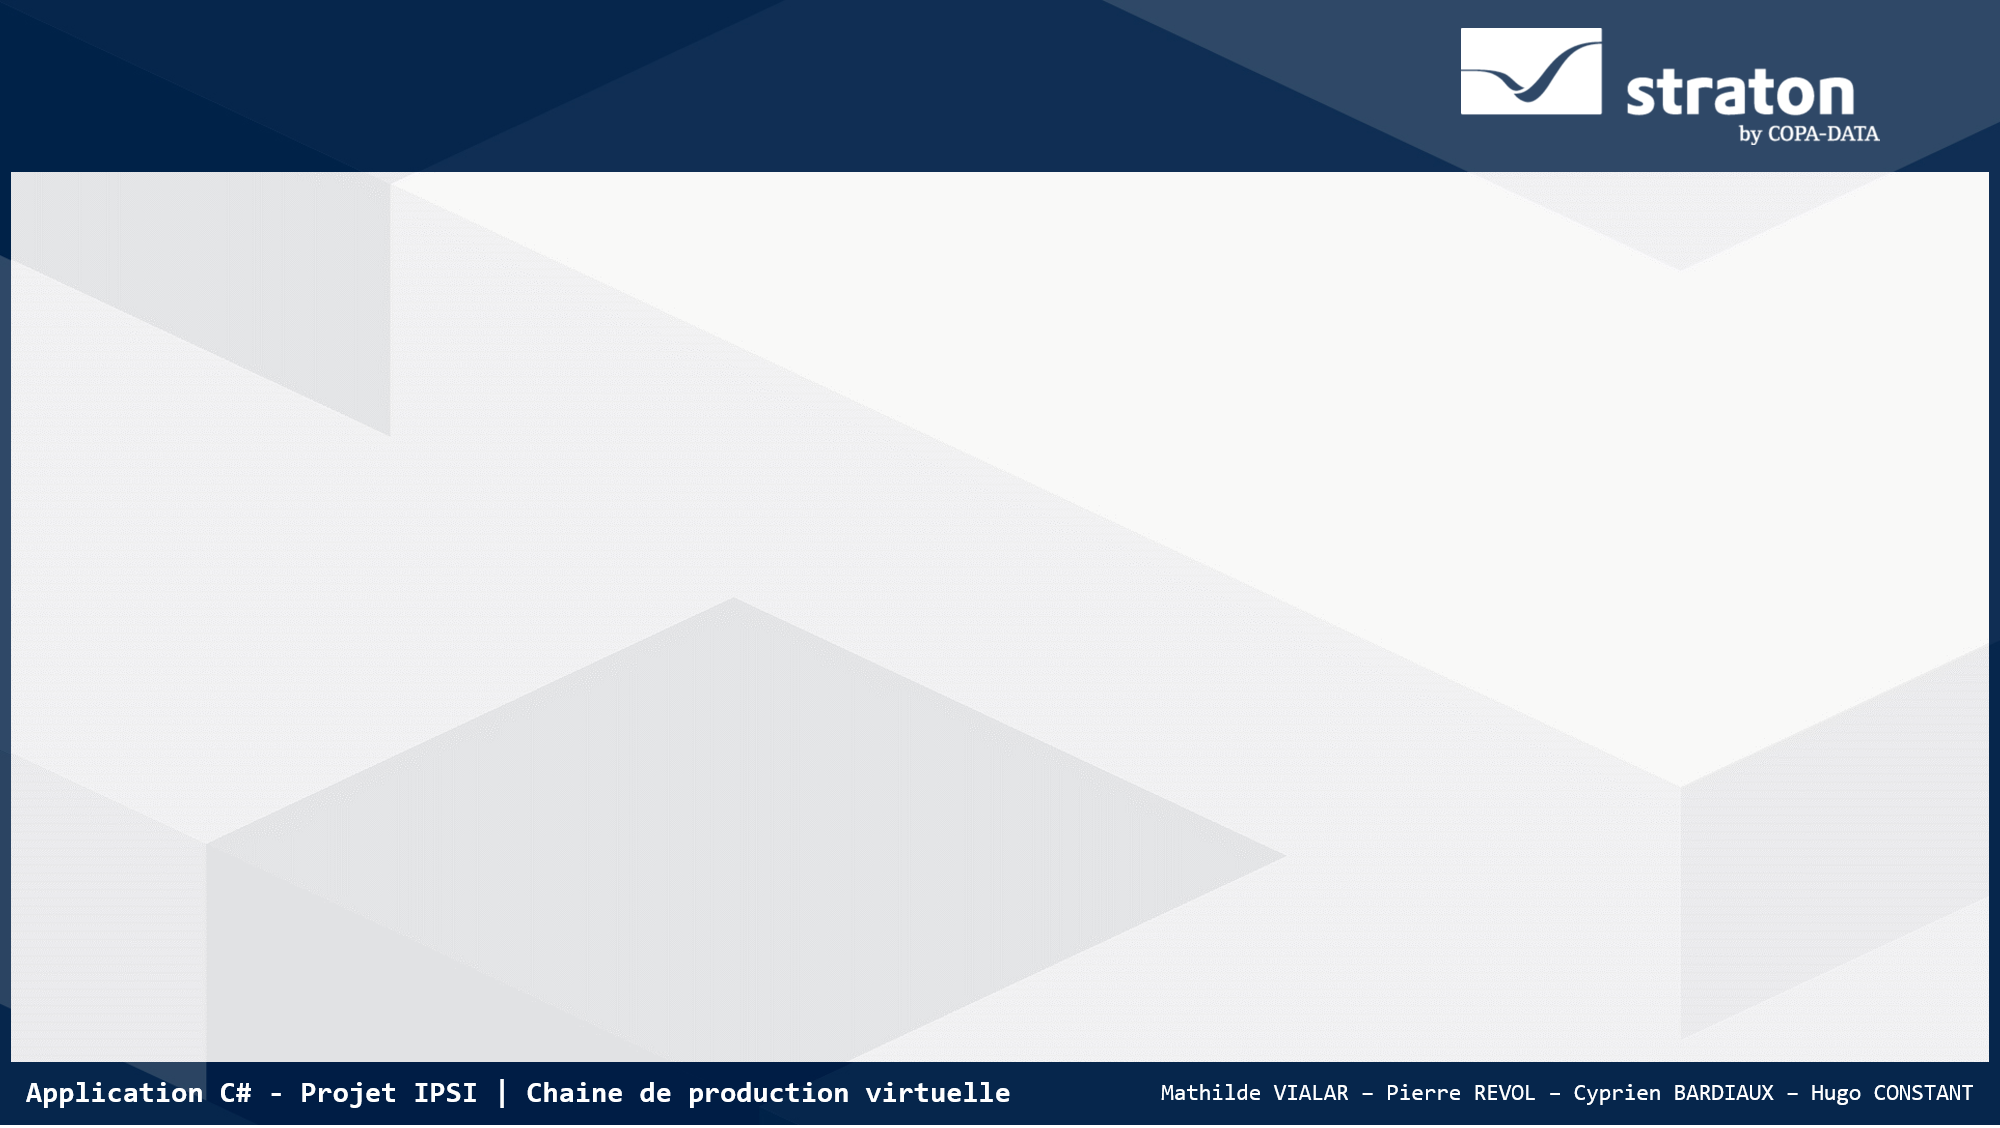 straton
by COPA-DATA
Application C# - Projet IPSI | Chaine de production virtuelle
Mathilde VIALAR – Pierre REVOL – Cyprien BARDIAUX – Hugo CONSTANT